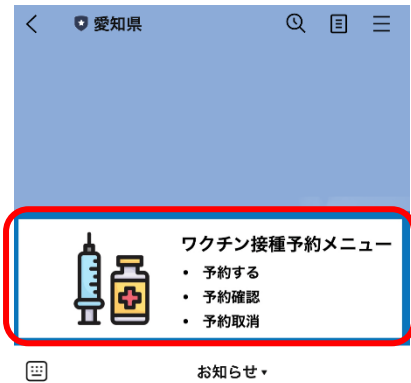 愛知県
ワクチン接種予約メニュー
• 予約する
• 予約確認
• 予約取消
お知らせ▾